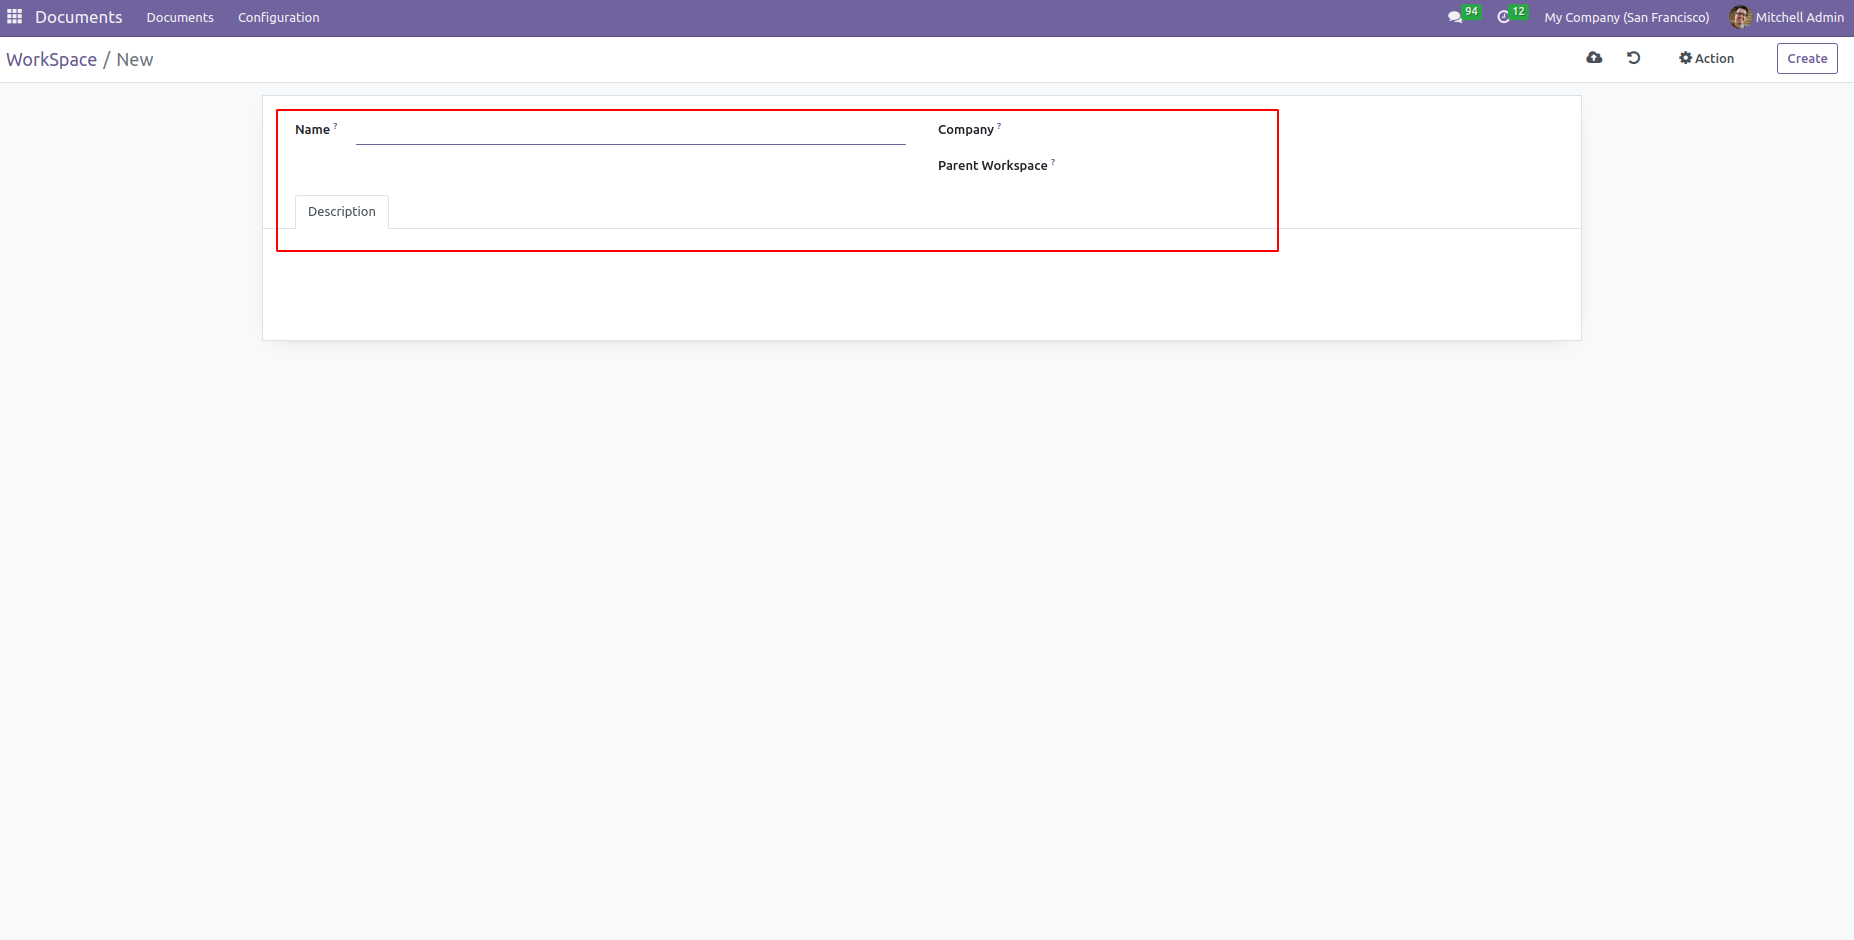 Documents Documents Configuration 94 12 My Company (San Francisco) Mitchell Admin
WorkSpace / New Action Create
Name ? Company ?
Parent Workspace ?
Description